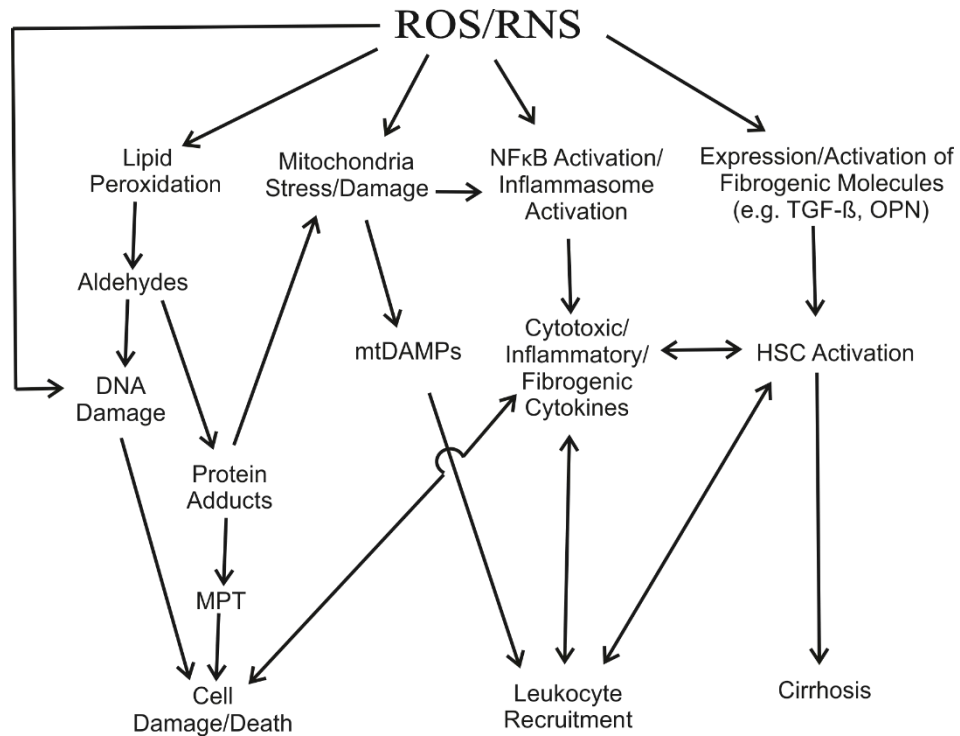 ROS/RNS
Lipid
Peroxidation
Mitochondria
Stress/Damage
NFκB Activation/
Inflammasome
Activation
Expression/Activation of
Fibrogenic Molecules
(e.g. TGF-ß, OPN)
Aldehydes
mtDAMPs
Cytotoxic/
Inflammatory/
Fibrogenic
Cytokines
HSC Activation
DNA
Damage
Protein
Adducts
MPT
Cell
Damage/Death
Leukocyte
Recruitment
Cirrhosis